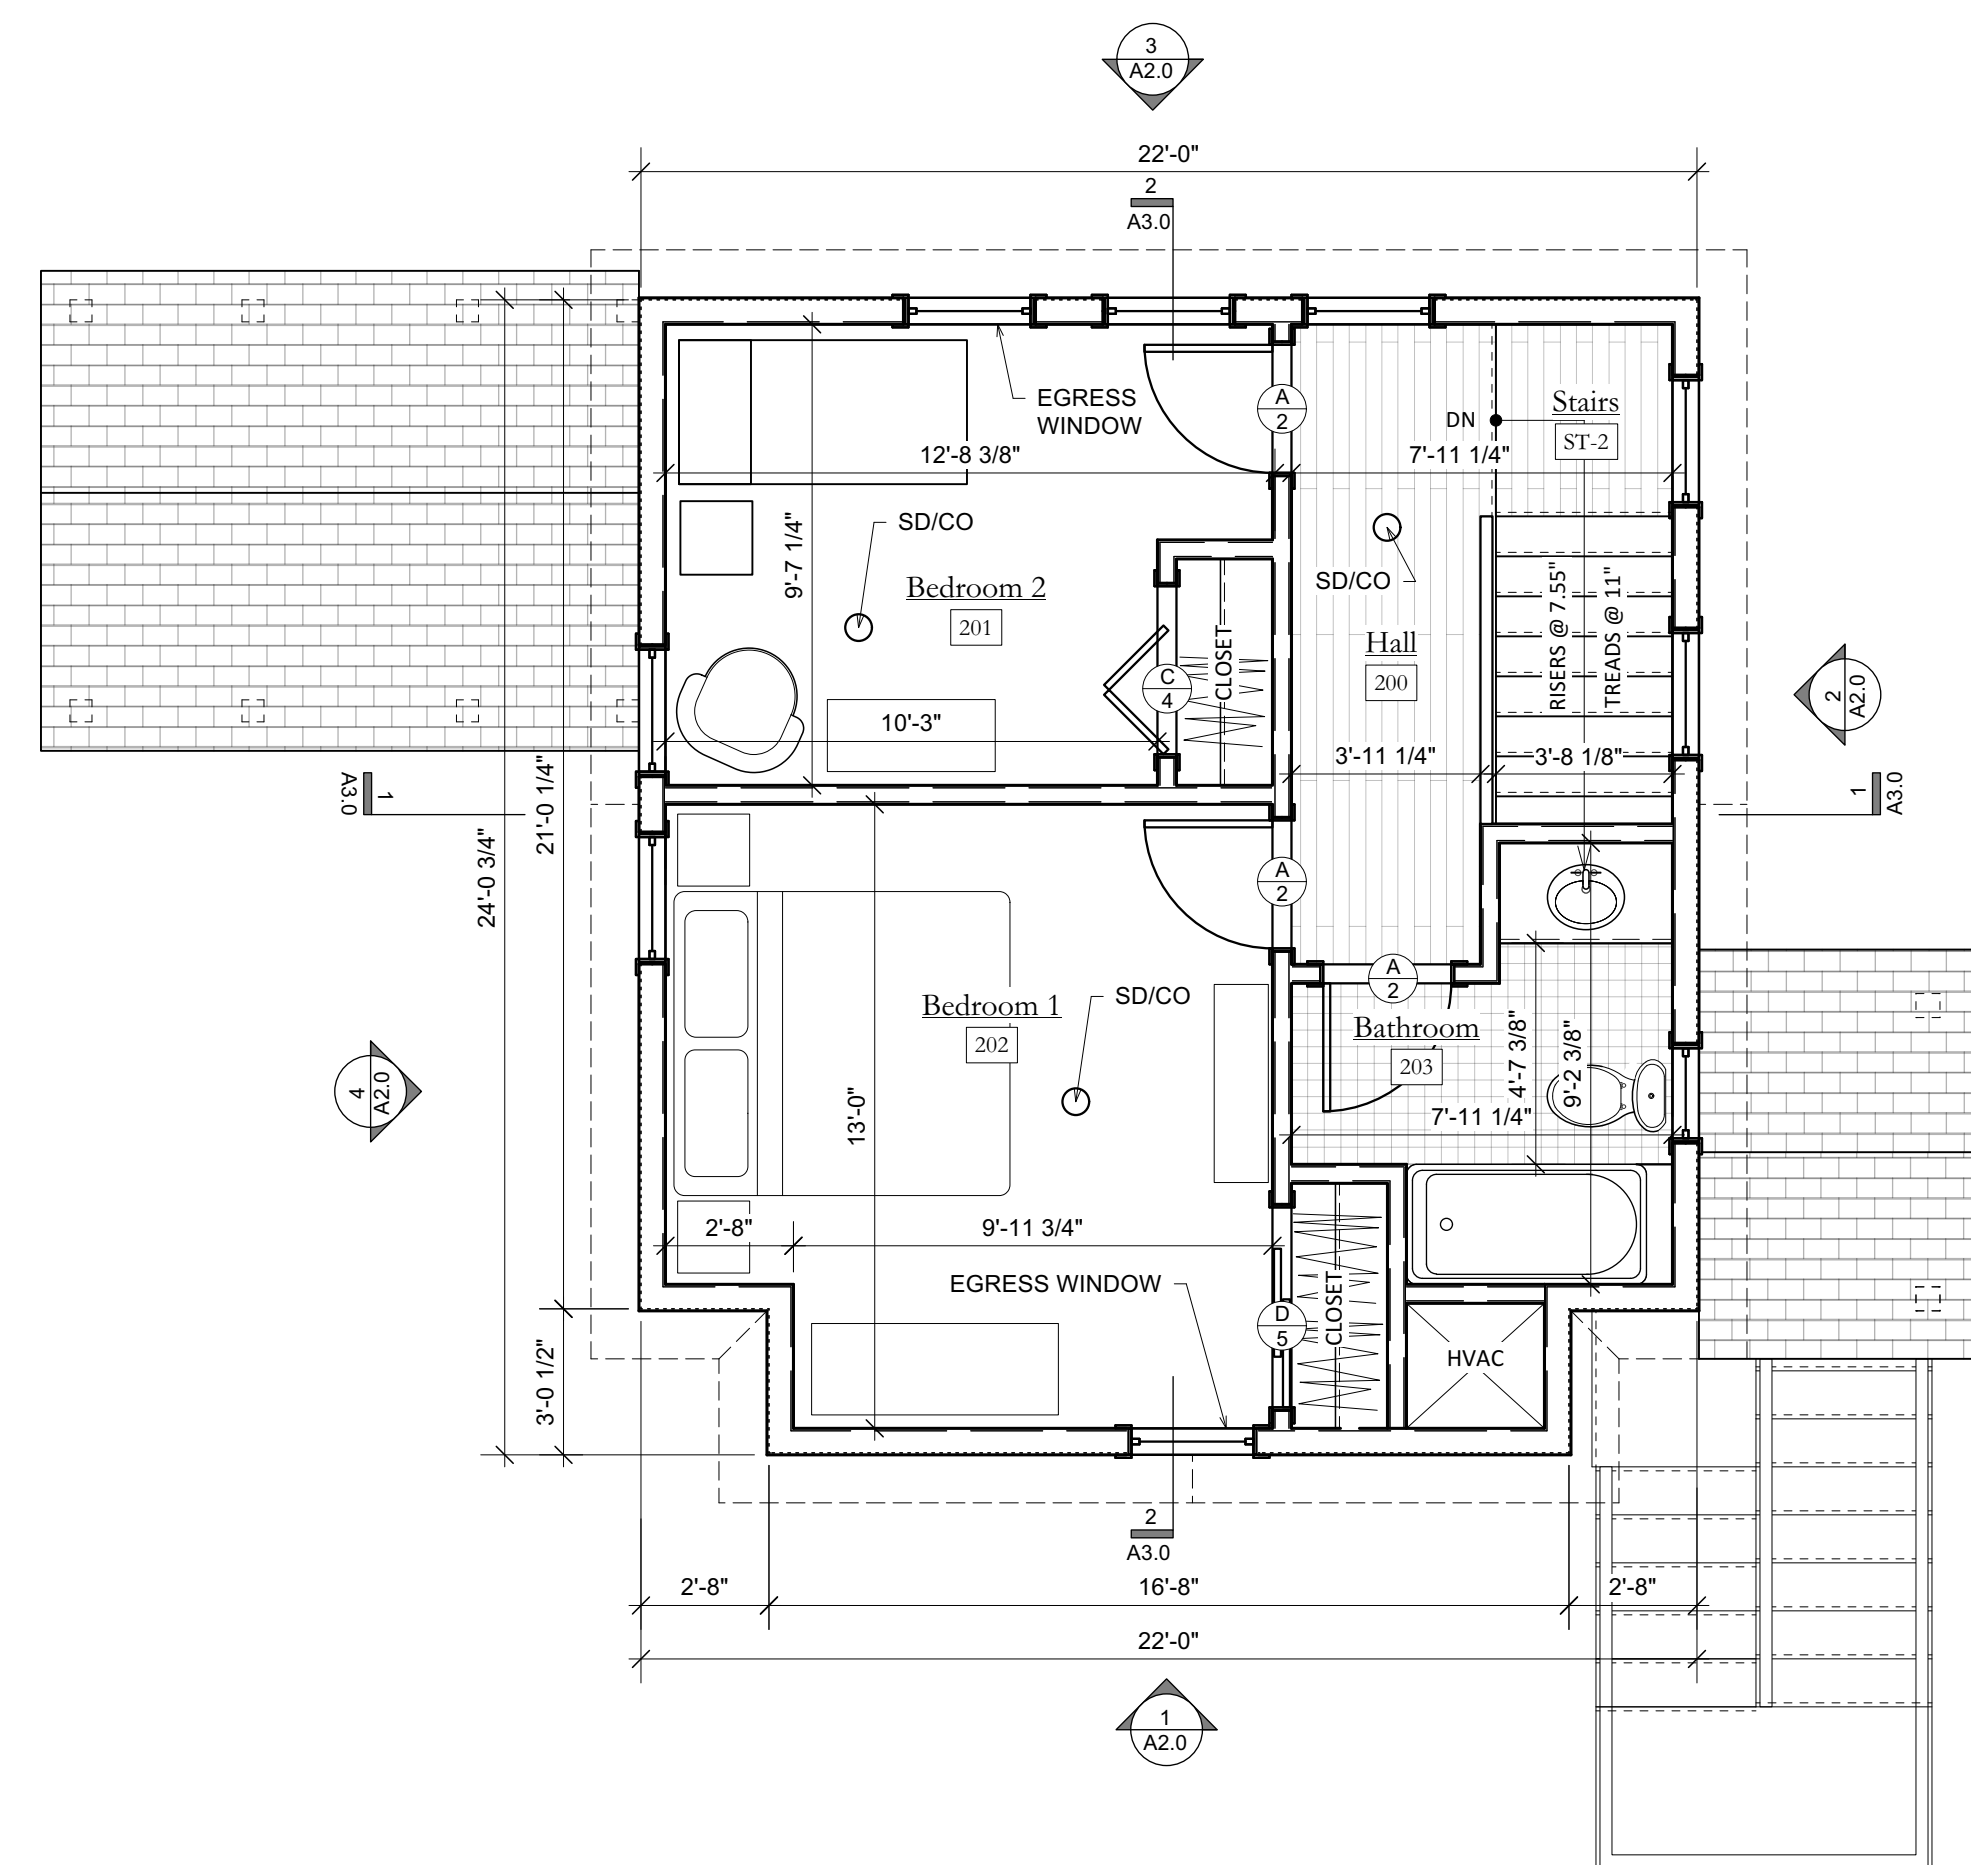 3
A2.0
22'-0"
2
A3.0
EGRESS
WINDOW
A
2
DN
Stairs
ST-2
12'-8 3/8"
7'-11 1/4"
SD/CO
9'-7 1/4"
Bedroom 2
201
SD/CO
RISERS @ 7.55"
TREADS @ 11"
CLOSET
Hall
200
C
4
2
A2.0
10'-3"
3'-11 1/4"
3'-8 1/8"
1
A3.0
1
A3.0
21'-0 1/4"
24'-0 3/4"
A
2
A
2
Bedroom 1
202
SD/CO
Bathroom
203
4'-7 3/8"
9'-2 3/8"
4
A2.0
13'-0"
7'-11 1/4"
2'-8"
9'-11 3/4"
EGRESS WINDOW
D
5
CLOSET
HVAC
3'-0 1/2"
2
A3.0
2'-8"
16'-8"
2'-8"
22'-0"
1
A2.0